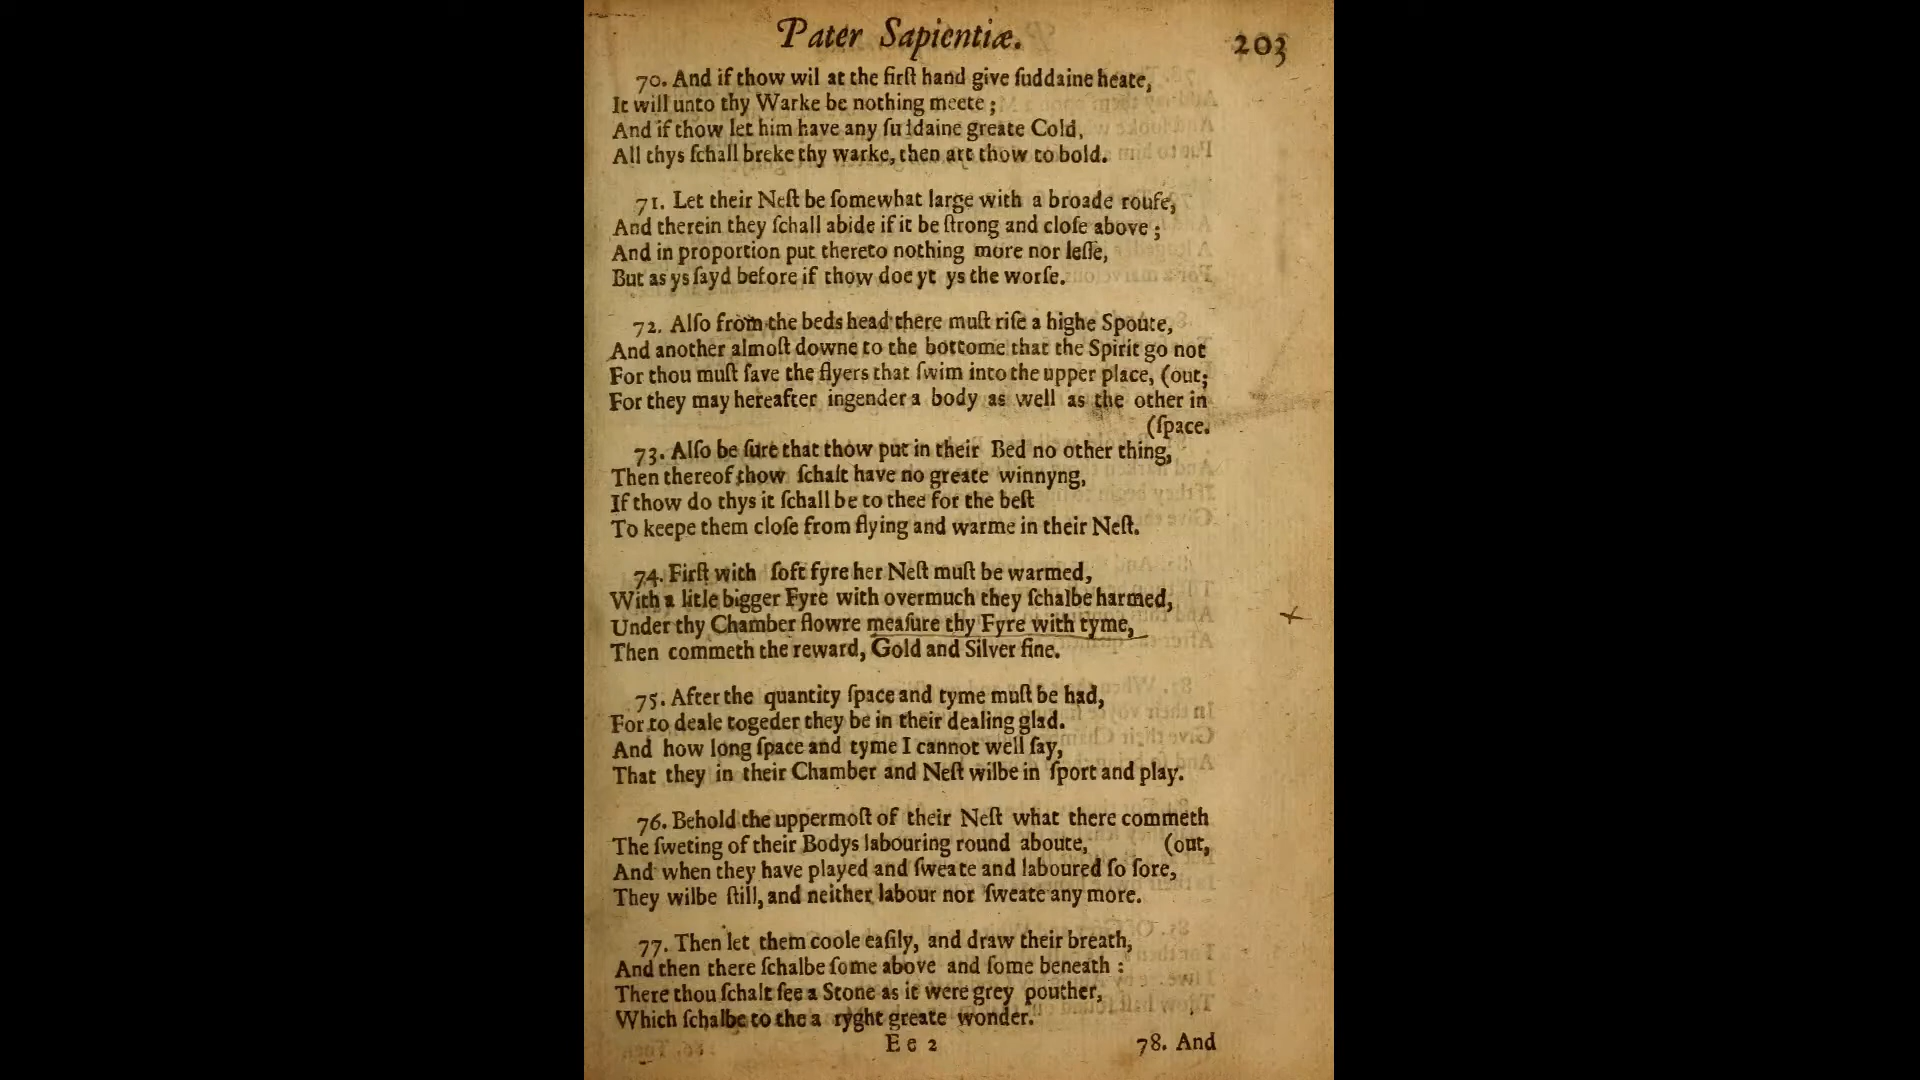 Pater Sapientiæ.
203
70. And if thow wil at the firſt hand give ſuddaine heate,
It will unto thy Warke be nothing meete;
And if thow let him have any ſuddaine greate Cold,
All thys ſchall breke thy warke, then art thow to bold.
71. Let their Neſt be ſomewhat large with a broade roufe,
And therein they ſchall abide if it be ſtrong and cloſe above;
And in proportion put thereto nothing more nor leſſe,
But as ys ſayd before if thow doe yt ys the worſe.
72. Alſo from the beds head there muſt riſe a highe Spoute,
And another almoſt downe to the bottome that the Spirit go not
For thou muſt ſave the flyers that ſwim into the upper place, (out;
For they may hereafter ingender a body as well as the other in
(ſpace.
73. Alſo be ſure that thow put in their Bed no other thing,
Then thereof thow ſchalt have no greate winnyng,
If thow do thys it ſchall be to thee for the beſt
To keepe them cloſe from flying and warme in their Neſt.
74. Firſt with ſoft fyre her Neſt muſt be warmed,
With a litle bigger Fyre with overmuch they ſchalbe harmed,
Under thy Chamber flowre meaſure thy Fyre with tyme,
Then commeth the reward, Gold and Silver fine.
75. After the quantity ſpace and tyme muſt be had,
For to deale togeder they be in their dealing glad.
And how long ſpace and tyme I cannot well ſay,
That they in their Chamber and Neſt wilbe in ſport and play.
76. Behold the uppermoſt of their Neſt what there commeth
The ſweting of their Bodys labouring round aboute, (out,
And when they have played and ſweate and laboured ſo ſore,
They wilbe ſtill, and neither labour nor ſweate any more.
77. Then let them coole eaſily, and draw their breath,
And then there ſchalbe ſome above and ſome beneath:
There thou ſchalt ſee a Stone as it were grey pouther,
Which ſchalbe to the a ryght greate wonder.
Ee 2
78. And